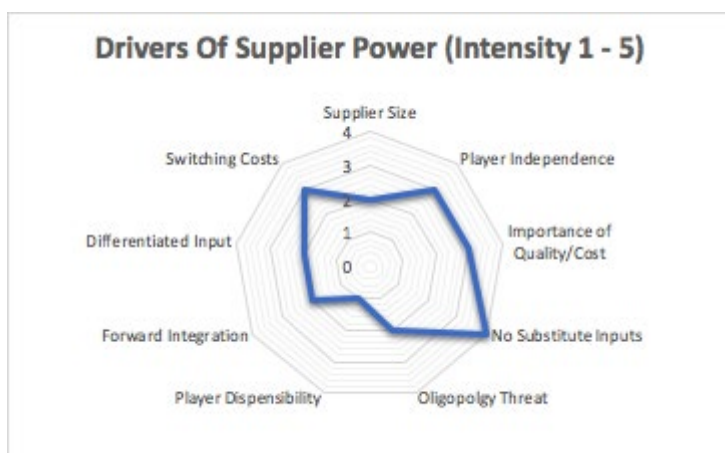 Drivers Of Supplier Power (Intensity 1 - 5)
Supplier Size
4
3
2
1
0
Player Independence
Importance of
Quality/Cost
No Substitute Inputs
Oligopolgy Threat
Player Dispensibility
Forward Integration
Differentiated Input
Switching Costs